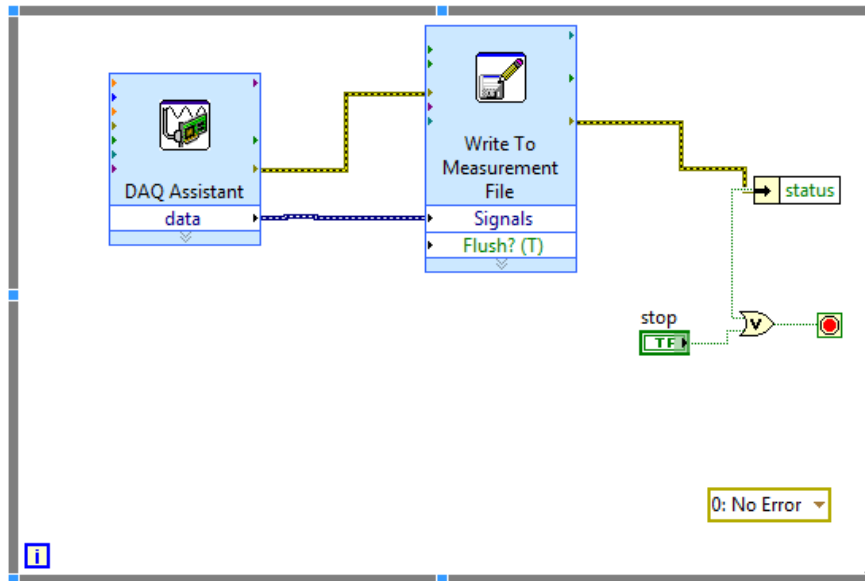 DAQ Assistant
data
Write To
Measurement
File
Signals
Flush? (T)
status
stop
TF
V
0: No Error
i